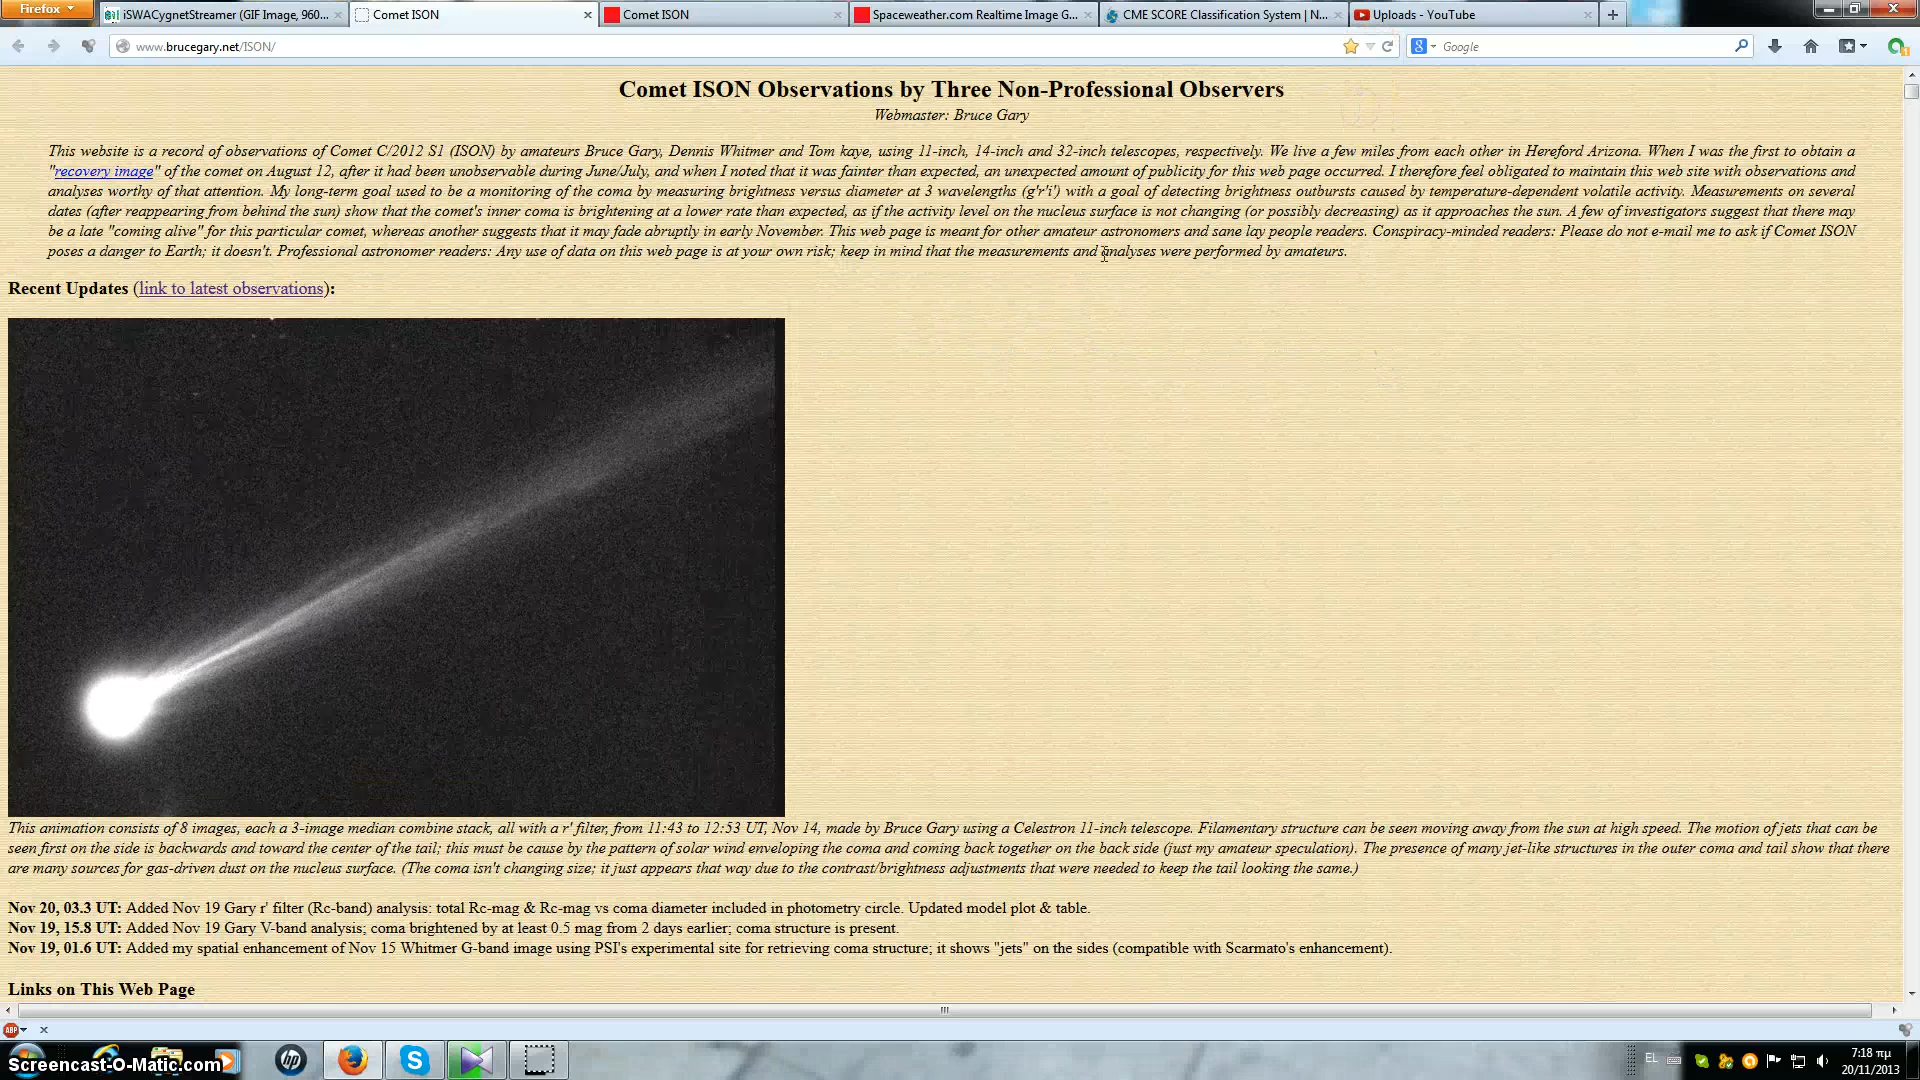 Firefox
iSWACygnetStreamer (GIF Image, 960...
Comet ISON
Comet ISON
Spaceweather.com Realtime Image G...
CME SCORE Classification System | N...
Uploads - YouTube
www.brucegary.net/ISON/
Google
Comet ISON Observations by Three Non-Professional Observers
Webmaster: Bruce Gary
This website is a record of observations of Comet C/2012 S1 (ISON) by amateurs Bruce Gary, Dennis Whitmer and Tom kaye, using 11-inch, 14-inch and 32-inch telescopes, respectively. We live a few miles from each other in Hereford Arizona. When I was the first to obtain a
"recovery image" of the comet on August 12, after it had been unobservable during June/July, and when I noted that it was fainter than expected, an unexpected amount of publicity for this web page occurred. I therefore feel obligated to maintain this web site with observations and
analyses worthy of that attention. My long-term goal used to be a monitoring of the coma by measuring brightness versus diameter at 3 wavelengths (g'r'i') with a goal of detecting brightness outbursts caused by temperature-dependent volatile activity. Measurements on several
dates (after reappearing from behind the sun) show that the comet's inner coma is brightening at a lower rate than expected, as if the activity level on the nucleus surface is not changing (or possibly decreasing) as it approaches the sun. A few of investigators suggest that there may
be a late "coming alive" for this particular comet, whereas another suggests that it may fade abruptly in early November. This web page is meant for other amateur astronomers and sane lay people readers. Conspiracy-minded readers: Please do not e-mail me to ask if Comet ISON
poses a danger to Earth; it doesn't. Professional astronomer readers: Any use of data on this web page is at your own risk; keep in mind that the measurements and analyses were performed by amateurs.
Recent Updates (link to latest observations):
This animation consists of 8 images, each a 3-image median combine stack, all with a r' filter, from 11:43 to 12:53 UT, Nov 14, made by Bruce Gary using a Celestron 11-inch telescope. Filamentary structure can be seen moving away from the sun at high speed. The motion of jets that can be
seen first on the side is backwards and toward the center of the tail; this must be cause by the pattern of solar wind enveloping the coma and coming back together on the back side (just my amateur speculation). The presence of many jet-like structures in the outer coma and tail show that there
are many sources for gas-driven dust on the nucleus surface. (The coma isn't changing size; it just appears that way due to the contrast/brightness adjustments that were needed to keep the tail looking the same.)
Nov 20, 03.3 UT: Added Nov 19 Gary r' filter (Rc-band) analysis: total Rc-mag & Rc-mag vs coma diameter included in photometry circle. Updated model plot & table.
Nov 19, 15.8 UT: Added Nov 19 Gary V-band analysis; coma brightened by at least 0.5 mag from 2 days earlier; coma structure is present.
Nov 19, 01.6 UT: Added my spatial enhancement of Nov 15 Whitmer G-band image using PSI's experimental site for retrieving coma structure; it shows "jets" on the sides (compatible with Scarmato's enhancement).
Links on This Web Page
ABP
Screencast-O-Matic.com
hp
EL
7:18 πμ
20/11/2013